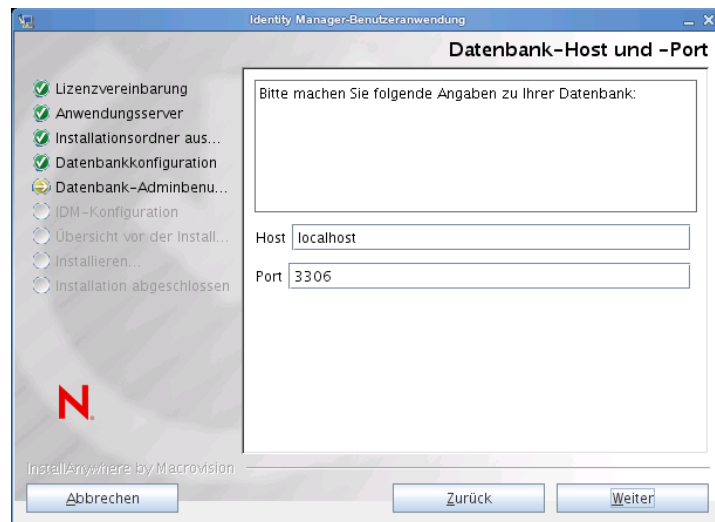 Identity Manager-Benutzeranwendung
Datenbank-Host und -Port
Lizenzvereinbarung
Anwendungsserver
Installationsordner aus...
Datenbankkonfiguration
Datenbank-Adminbenu...
IDM-Konfiguration
Übersicht vor der Install...
Installieren...
Installation abgeschlossen
Bitte machen Sie folgende Angaben zu Ihrer Datenbank:
Host localhost
Port 3306
N
InstallAnywhere by Macrovision
Abbrechen
Zurück
Weiter